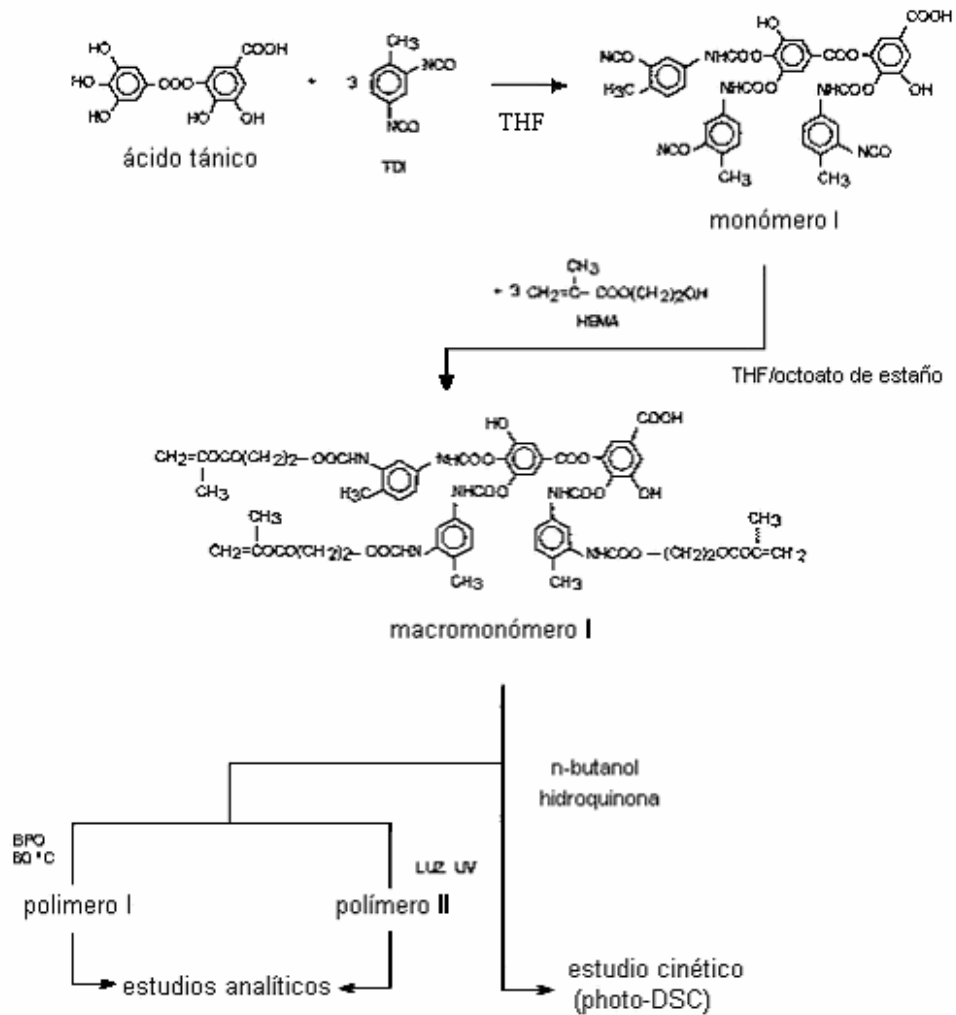 HO
HO
HO
COO
COOH
HO
OH
ácido tánico
+ 3
CH3
NCO
NCO
TDI
THF
NCO
H3C
NHCOO
HO
COO
COOH
OH
NHCOO
NHCOO
NCO
CH3
CH3
NCO
monómero I
+ 3 CH2=C- COO(CH2)2OH
CH3
HEMA
THF/octoato de estaño
CH2=COCO(CH2)2- OOCHN
CH3
H3C
NHCOO
HO
COO
COOH
OH
NHCOO
NHCOO
CH3
CH2=COCO(CH2)2- COCHN
CH3
CH3
NHCOO-(CH2)2OCOC=CH2
CH3
macromonómero I
n-butanol
hidroquinona
BPO
LUZ UV
polimero I
polímero II
estudios analíticos
estudio cinético
(photo-DSC)